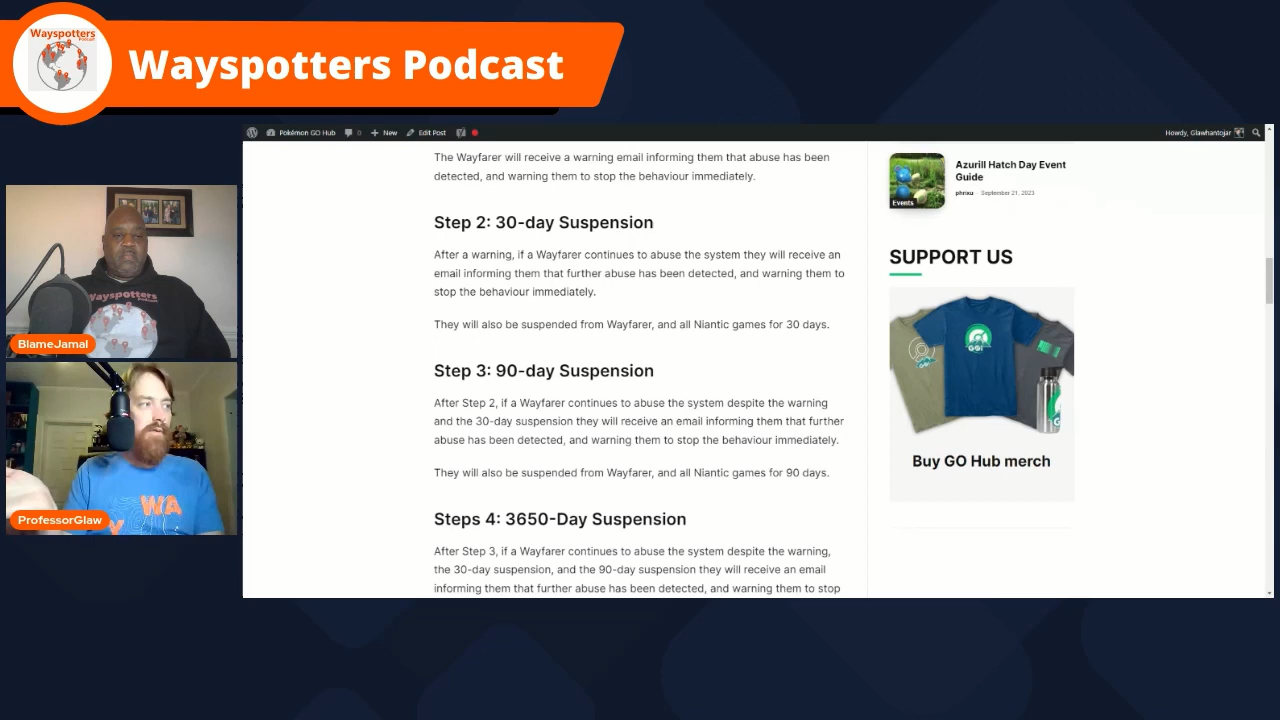 Wayspotters
PODCAST
Wayspotters Podcast
Pokémon GO Hub
0
New
Edit Post
Howdy, Glawhantojar
The Wayfarer will receive a warning email informing them that abuse has been
detected, and warning them to stop the behaviour immediately.
Step 2: 30-day Suspension
After a warning, if a Wayfarer continues to abuse the system they will receive an
email informing them that further abuse has been detected, and warning them to
stop the behaviour immediately.
They will also be suspended from Wayfarer, and all Niantic games for 30 days.
Step 3: 90-day Suspension
After Step 2, if a Wayfarer continues to abuse the system despite the warning
and the 30-day suspension they will receive an email informing them that further
abuse has been detected, and warning them to stop the behaviour immediately.
They will also be suspended from Wayfarer, and all Niantic games for 90 days.
Steps 4: 3650-Day Suspension
After Step 3, if a Wayfarer continues to abuse the system despite the warning,
the 30-day suspension, and the 90-day suspension they will receive an email
informing them that further abuse has been detected, and warning them to stop
Events
Azurill Hatch Day Event
Guide
phrixu - September 21, 2023
SUPPORT US
Buy GO Hub merch
Wayspotters
BlameJamal
WA
Y
ProfessorGlaw